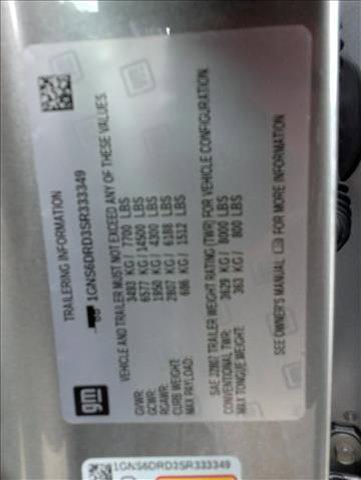 gm
TRAILERING INFORMATION
1GNS6DRD3SR333349
VEHICLE AND TRAILER MUST NOT EXCEED ANY OF THESE VALUES
GVWR: 3493 KG/ 7700 LBS
GCWR: 6577 KG/ 14500 LBS
RGAWR: 1950 KG/ 4300 LBS
CURB WEIGHT: 2807 KG/ 6188 LBS
MAX PAYLOAD: 686 KG/ 1512 LBS
SAE J2807 TRAILER WEIGHT RATING (TWR) FOR VEHICLE CONFIGURATION
CONVENTIONAL TWR: 3629 KG/ 8000 LBS
MAX TONGUE WEIGHT: 363 KG/ 800 LBS
SEE OWNER'S MANUAL FOR MORE INFORMATION
1GNS6DRD3SR333349